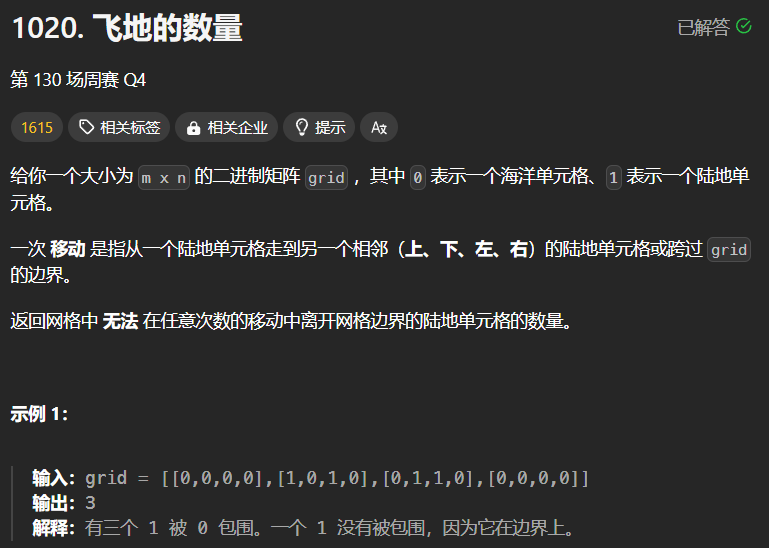 1020. 飞地的数量
已解答
第 130 场周赛 Q4
1615 相关标签 相关企业 提示
给你一个大小为 m x n 的二进制矩阵 grid ，其中 0 表示一个海洋单元格、1 表示一个陆地单
元格。
一次 移动 是指从一个陆地单元格走到另一个相邻（上、下、左、右）的陆地单元格或跨过 grid
的边界。
返回网格中 无法 在任意次数的移动中离开网格边界的陆地单元格的数量。
示例 1：
输入：grid = [[0,0,0,0],[1,0,1,0],[0,1,1,0],[0,0,0,0]]
输出：3
解释：有三个 1 被 0 包围。一个 1 没有被包围，因为它在边界上。